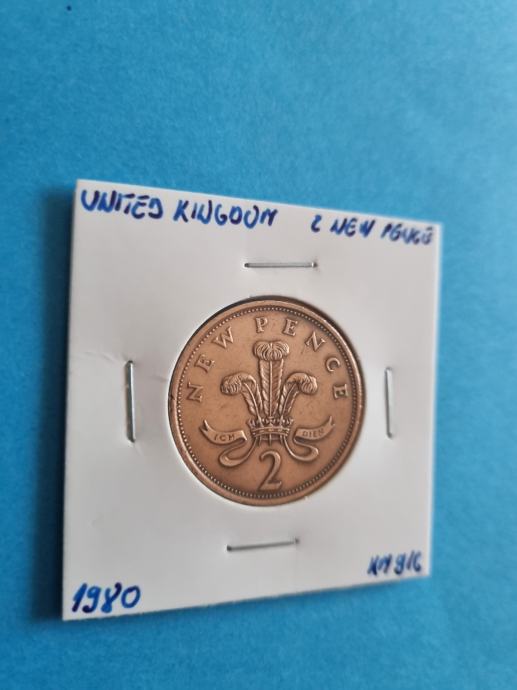 UNITED KINGDOM 2 NEW PENCE
NEW PENCE
ICH DIEN
2
1980 KM 916